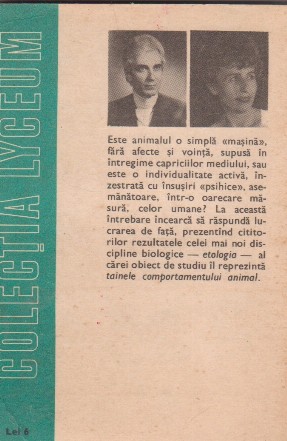 COLECȚIA LYCEUM
Este animalul o simplă «mașină»,
fără afecte și voință, supusă în
întregime capriciilor mediului, sau
este o individualitate activă, în-
zestrată cu însușiri «psihice», ase-
mănătoare, într-o oarecare mă-
sură, celor umane? La această
întrebare încearcă să răspundă lu-
crarea de față, prezentînd citito-
rilor rezultatele celei mai noi dis-
cipline biologice — etologia — al
cărei obiect de studiu îl reprezintă
tainele comportamentului animal.
Lei 6